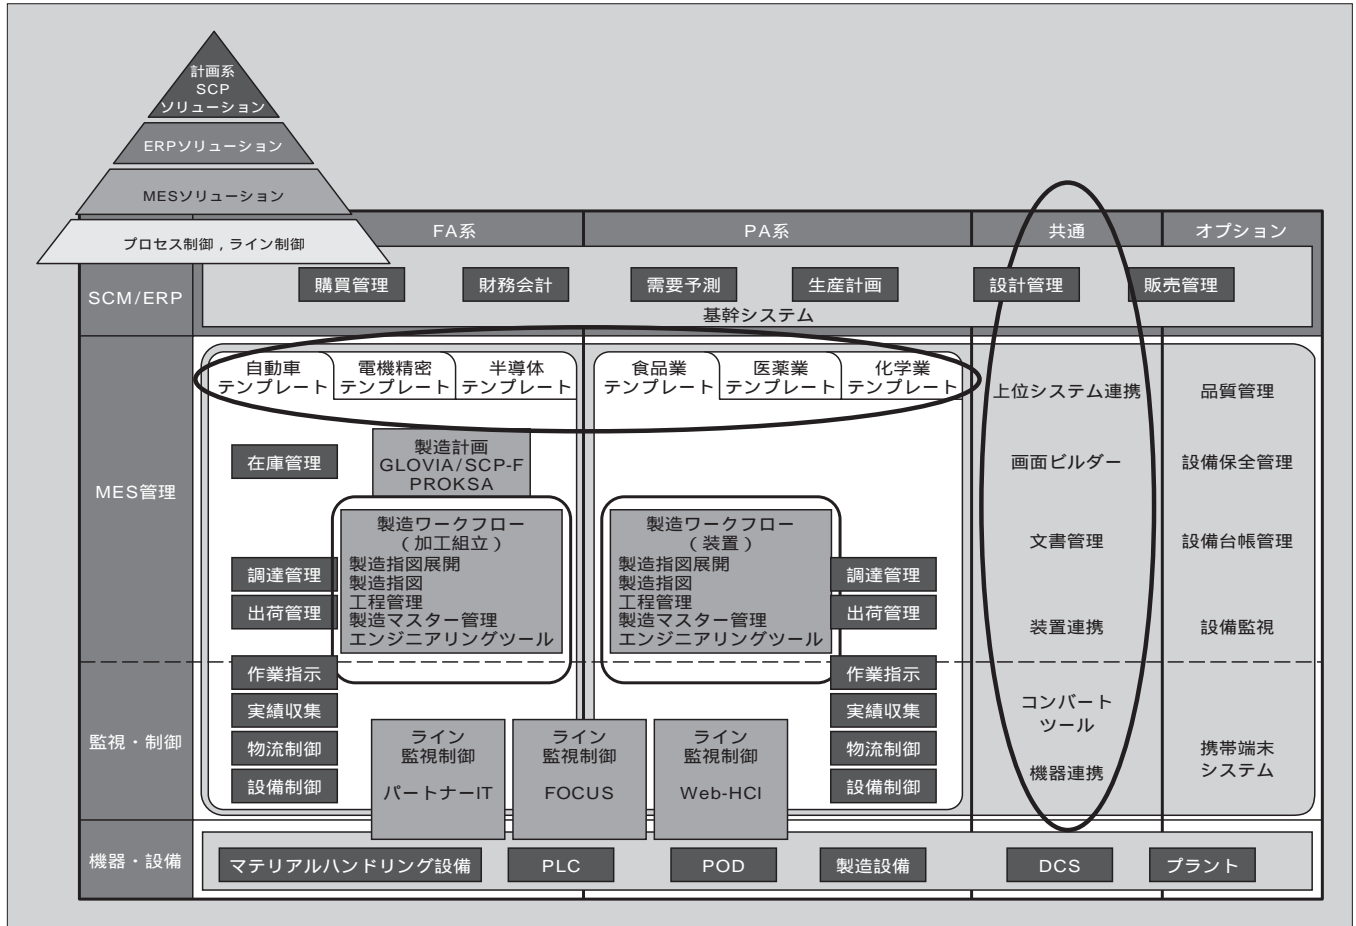 計画系
SCP
ソリューション
ERPソリューション
MESソリューション
プロセス制御，ライン制御
FA系
PA系
共通
オプション
SCM/ERP
購買管理
財務会計
需要予測
生産計画
設計管理
販売管理
基幹システム
MES管理
自動車
テンプレート
電機精密
テンプレート
半導体
テンプレート
食品業
テンプレート
医薬業
テンプレート
化学業
テンプレート
在庫管理
製造計画
GLOVIA/SCP-F
PROKSA
製造ワークフロー
（加工組立）
製造指図展開
製造指図
工程管理
製造マスター管理
エンジニアリングツール
調達管理
出荷管理
製造ワークフロー
（装置）
製造指図展開
製造指図
工程管理
製造マスター管理
エンジニアリングツール
調達管理
出荷管理
上位システム連携
画面ビルダー
文書管理
装置連携
品質管理
設備保全管理
設備台帳管理
設備監視
監視・制御
作業指示
実績収集
物流制御
設備制御
ライン
監視制御
パートナーIT
ライン
監視制御
FOCUS
ライン
監視制御
Web-HCI
作業指示
実績収集
物流制御
設備制御
コンバート
ツール
機器連携
携帯端末
システム
機器・設備
マテリアルハンドリング設備
PLC
POD
製造設備
DCS
プラント